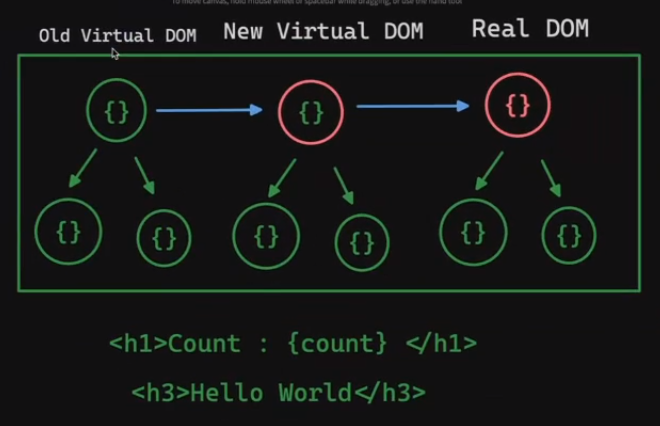 To move canvas, hold mouse wheel or spacebar while dragging, or use the hand tool
Old Virtual DOM New Virtual DOM Real DOM
{} {} {}
{} {} {} {} {} {}
<h1>Count : {count} </h1>
<h3>Hello World</h3>